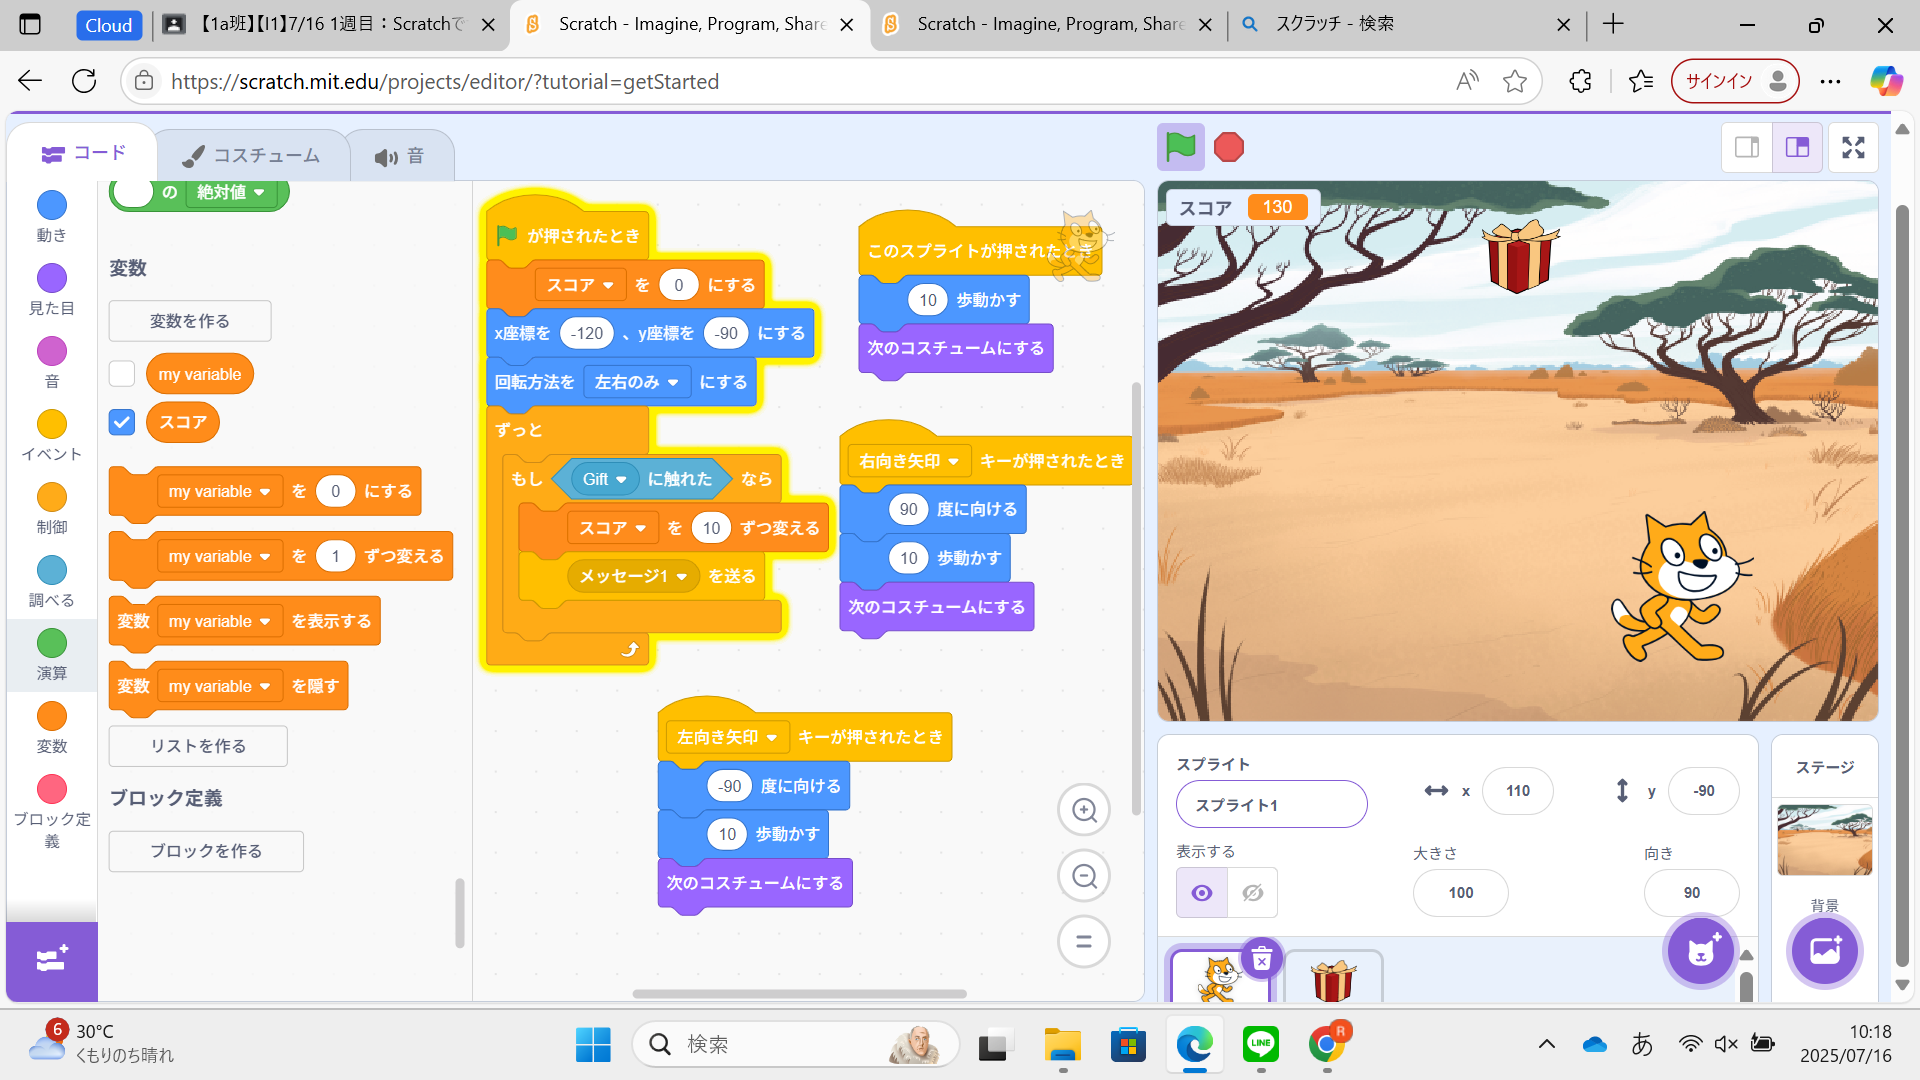 Cloud
【1a班】【I1】7/16 1週目：Scratchで
Scratch - Imagine, Program, Share
Scratch - Imagine, Program, Share
スクラッチ - 検索
https://scratch.mit.edu/projects/editor/?tutorial=getStarted
サインイン
コード
コスチューム
音
動き
見た目
音
イベント
制御
調べる
演算
変数
ブロック定義
の 絶対値
変数
変数を作る
my variable
スコア
my variable を 0 にする
my variable を 1 ずつ変える
変数 my variable を表示する
変数 my variable を隠す
リストを作る
ブロック定義
ブロックを作る
が押されたとき
スコア を 0 にする
x座標を -120 、y座標を -90 にする
回転方法を 左右のみ にする
ずっと
もし Gift に触れた なら
スコア を 10 ずつ変える
メッセージ1 を送る
このスプライトが押されたとき
10 歩動かす
次のコスチュームにする
右向き矢印 キーが押されたとき
90 度に向ける
10 歩動かす
次のコスチュームにする
左向き矢印 キーが押されたとき
-90 度に向ける
10 歩動かす
次のコスチュームにする
スコア 130
スプライト
スプライト1
x 110
y -90
表示する
大きさ
100
向き
90
ステージ
背景
6
30°C
くもりのち晴れ
検索
LINE
R
あ
10:18
2025/07/16